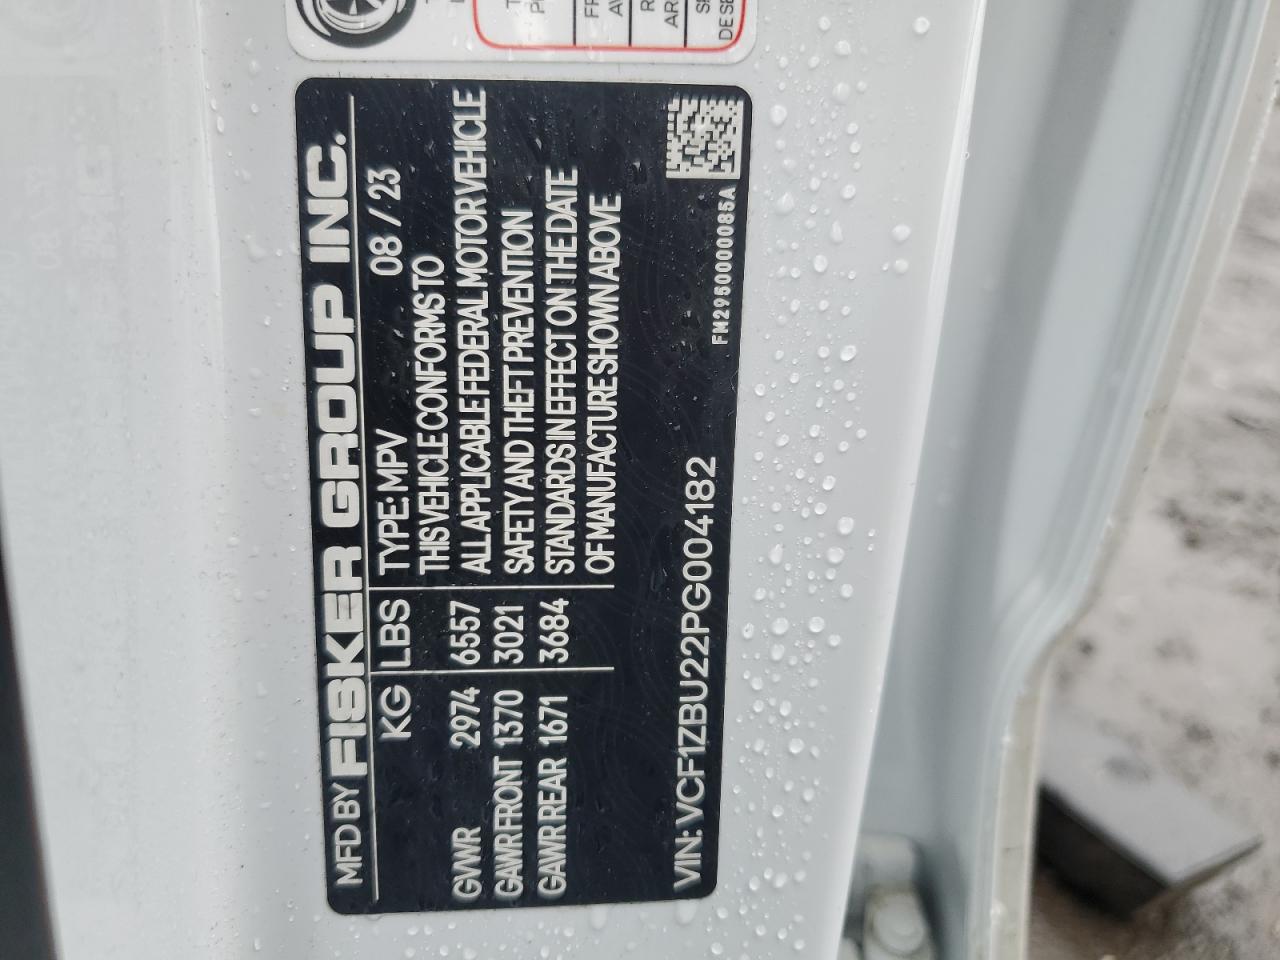 MFD BY FISKER GROUP INC.
KG LBS TYPE: MPV 08 / 23
THIS VEHICLE CONFORMS TO
GVWR 2974 6557 ALL APPLICABLE FEDERAL MOTOR VEHICLE
GAWR FRONT 1370 3021 SAFETY AND THEFT PREVENTION
GAWR REAR 1671 3684 STANDARDS IN EFFECT ON THE DATE
OF MANUFACTURE SHOWN ABOVE
VIN: VCF1ZBU22PG004182
FM2950000085A